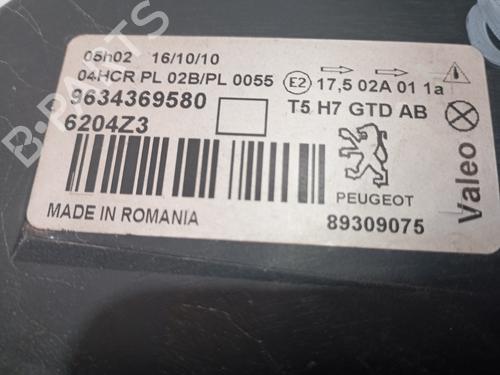 05h02 16/10/10
04HCR PL 02B/PL 0055 E2 17,5 02A 01 1a
9634369580 T5 H7 GTD AB
6204Z3
PEUGEOT
MADE IN ROMANIA 89309075
Valeo
B-PARTS